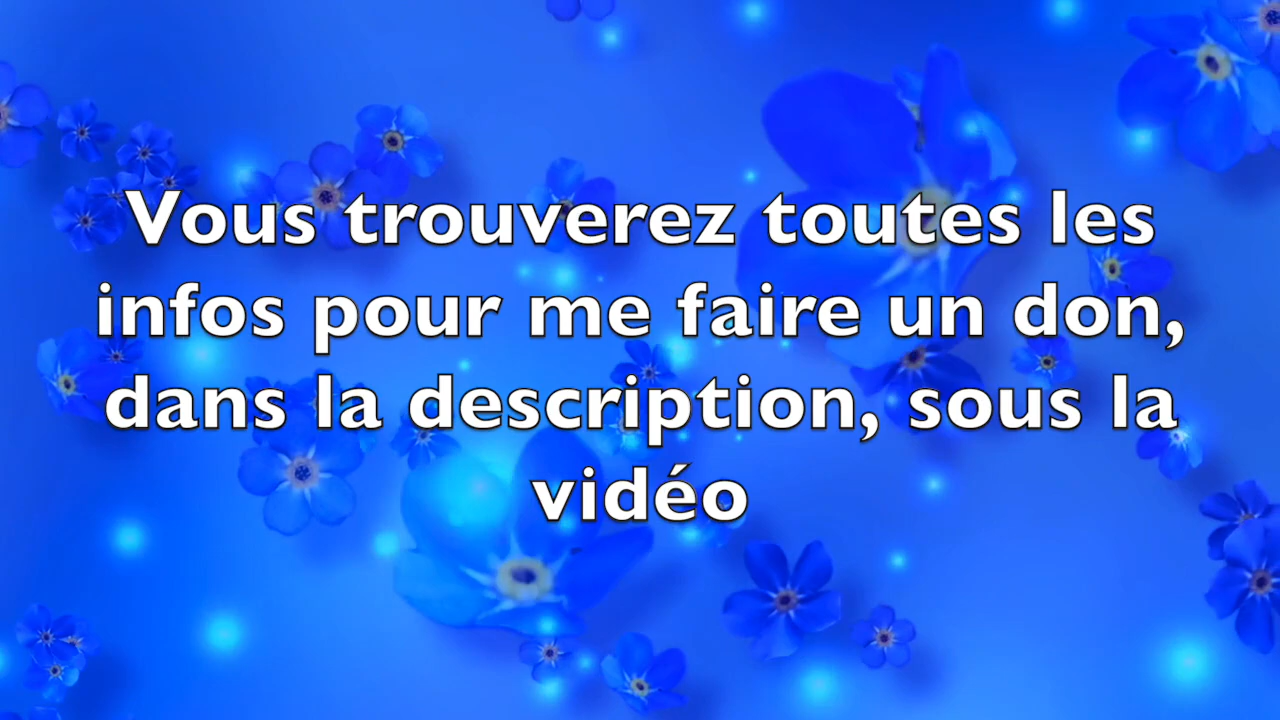 Vous trouverez toutes les
infos pour me faire un don,
dans la description, sous la
vidéo